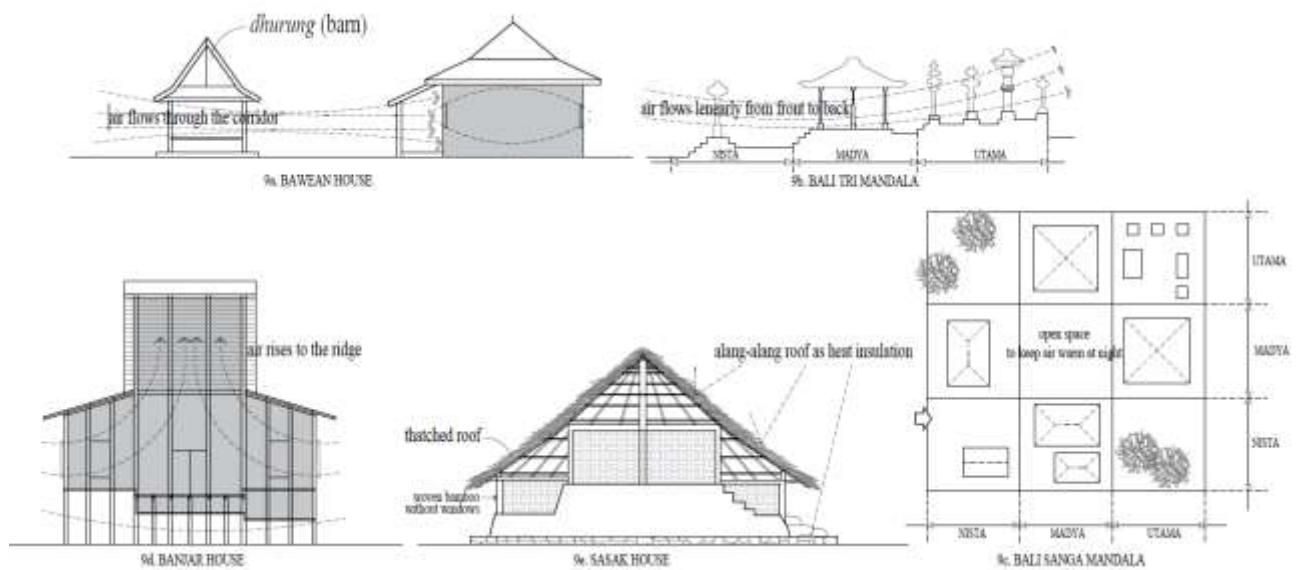 dhurung (barn)
air flows through the corridor
9a. BAWEAN HOUSE
air flows lenearly from frout to back
NISTA
MADYA
UTAMA
9b. BALI TRI MANDALA
air rises to the ridge
9d. BANJAR HOUSE
alang-alang roof as heat insulation
thatched roof
woven bamboo
without wandows
9e. SASAK HOUSE
open space
to keep air warm at night
UTAMA
MADYA
NISTA
NISTA
MADYA
UTAMA
9c. BALI SANGA MANDALA